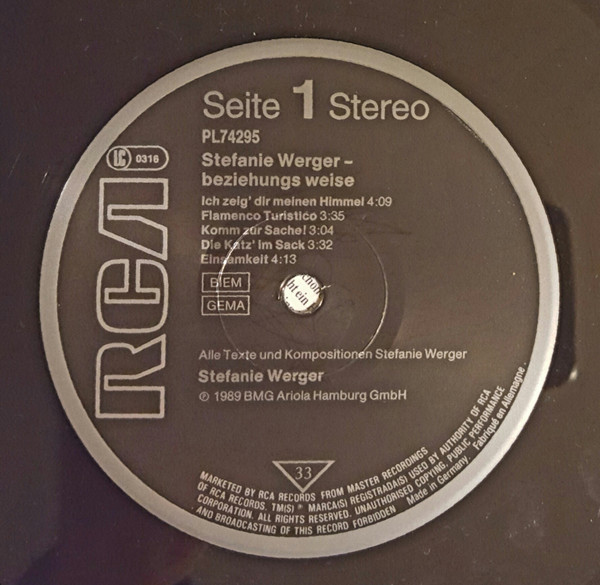 Seite 1 Stereo
PL74295
LC 0316
Stefanie Werger –
beziehungs weise
Ich zeig' dir meinen Himmel 4:09
Flamenco Turistico 3:35
Komm zur Sache! 3:04
Die Katz' im Sack 3:32
Einsamkeit 4:13
BIEM
GEMA
RCA
ht ein
Alle Texte und Kompositionen Stefanie Werger
Stefanie Werger
℗ 1989 BMG Ariola Hamburg GmbH
33
MARKETED BY RCA RECORDS FROM MASTER RECORDINGS
OF RCA RECORDS. TM(S) ® MARCA(S) REGISTRADA(S) USED BY AUTHORITY OF RCA
CORPORATION. ALL RIGHTS RESERVED. UNAUTHORISED COPYING, PUBLIC PERFORMANCE
AND BROADCASTING OF THIS RECORD FORBIDDEN Made in Germany. Fabriqué en Allemagne.